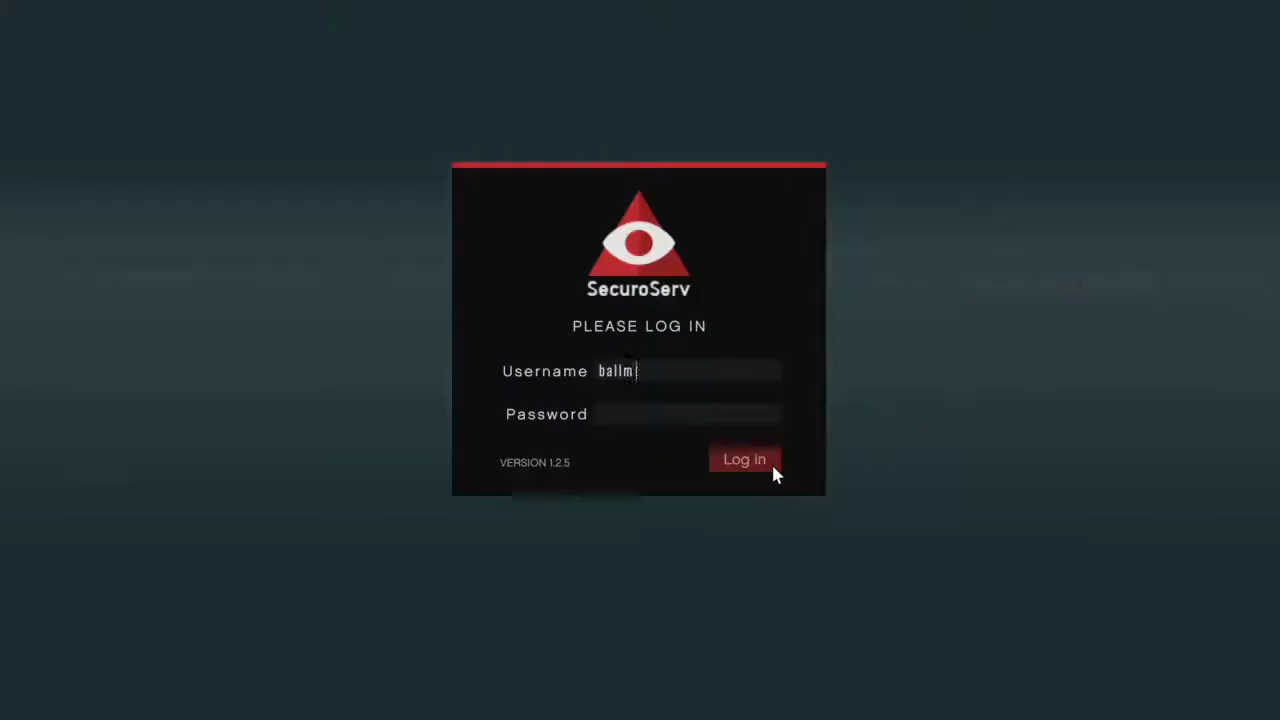 SecuroServ
PLEASE LOG IN
Username ballm
Password
VERSION 1.2.5
Log in